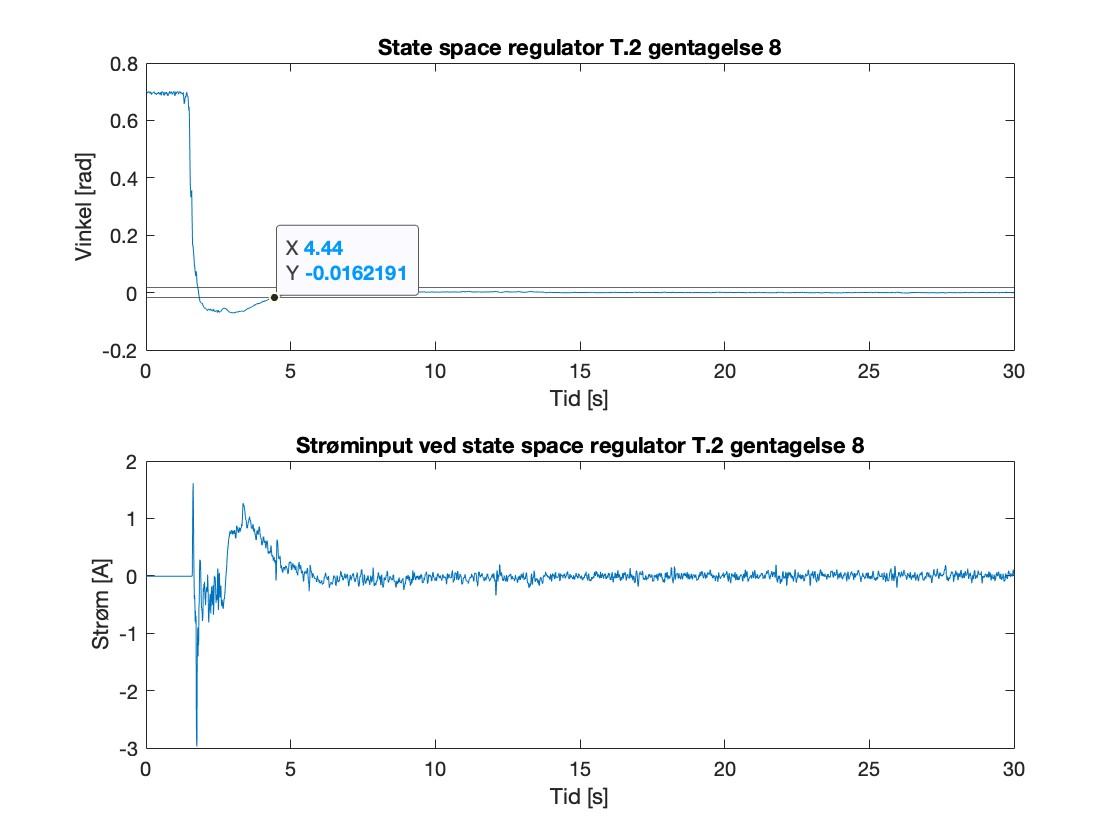 State space regulator T.2 gentagelse 8
0.8
0.6
0.4
0.2
0
-0.2
Vinkel [rad]
X 4.44
Y -0.0162191
0 5 10 15 20 25 30
Tid [s]
Strøminput ved state space regulator T.2 gentagelse 8
2
1
0
-1
-2
-3
Strøm [A]
0 5 10 15 20 25 30
Tid [s]